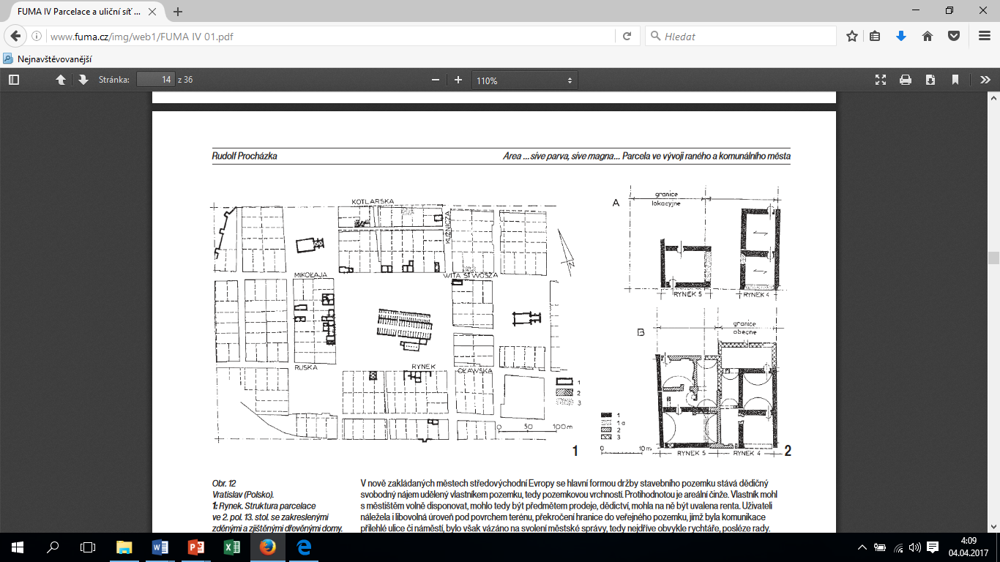 FUMA IV Parcelace a uliční síť ...
www.fuma.cz/img/web1/FUMA IV 01.pdf
Hledat
Nejnavštěvovanější
Stránka: 14 z 36
110%
Rudolf Procházka
Area ... sive parva, sive magna... Parcela ve vývoji raného a komunálního města
KOTLARSKA
KUŹNICZA
MIKOŁAJA
WITA STWOSZA
RUSKA
RYNEK
OŁAWSKA
1
2
3
0 50 100 m
1
A
granice
lokacyjne
RYNEK 5
RYNEK 4
B
granice
obecne
1
1a
2
3
0 10 m
RYNEK 5
RYNEK 4
2
Obr. 12
Vratislav (Polsko).
1: Rynek. Struktura parcelace
ve 2. pol. 13. stol. se zakreslenými
zděnými a zjištěnými dřevěnými domy.
V nově zakládaných městech středovýchodní Evropy se hlavní formou držby stavebního pozemku stává dědičný
svobodný nájem udělený vlastníkem pozemku, tedy pozemkovou vrchností. Protihodnotou je areální činže. Vlastník mohl
s městištěm volně disponovat, mohlo tedy být předmětem prodeje, dědictví, mohla na ně být uvalena renta. Uživateli
náležela i libovolná úroveň pod povrchem terénu, překročení hranice do veřejného pozemku, jímž byla komunikace
přilehlé ulice či náměstí, bylo však vázáno na svolení městské správy, tedy nejdříve obvykle rychtáře, posléze rady.
4:09
04.04.2017